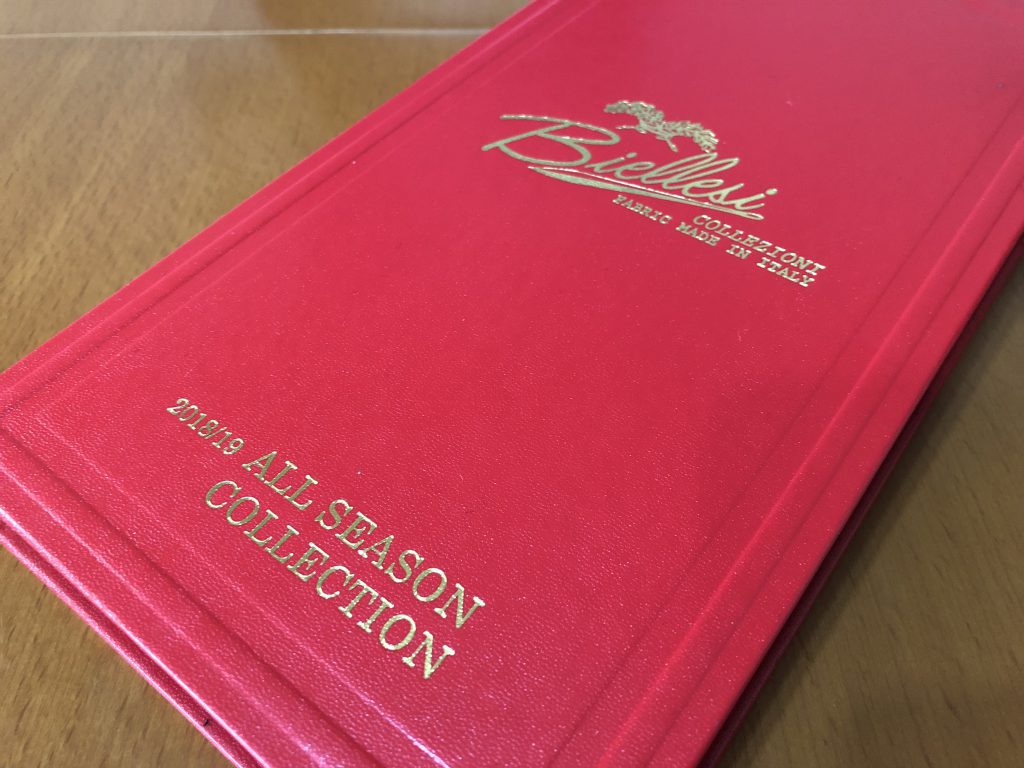 Biellesi
COLLEZIONI
FABRIC MADE IN ITALY
2018/19 ALL SEASON
COLLECTION